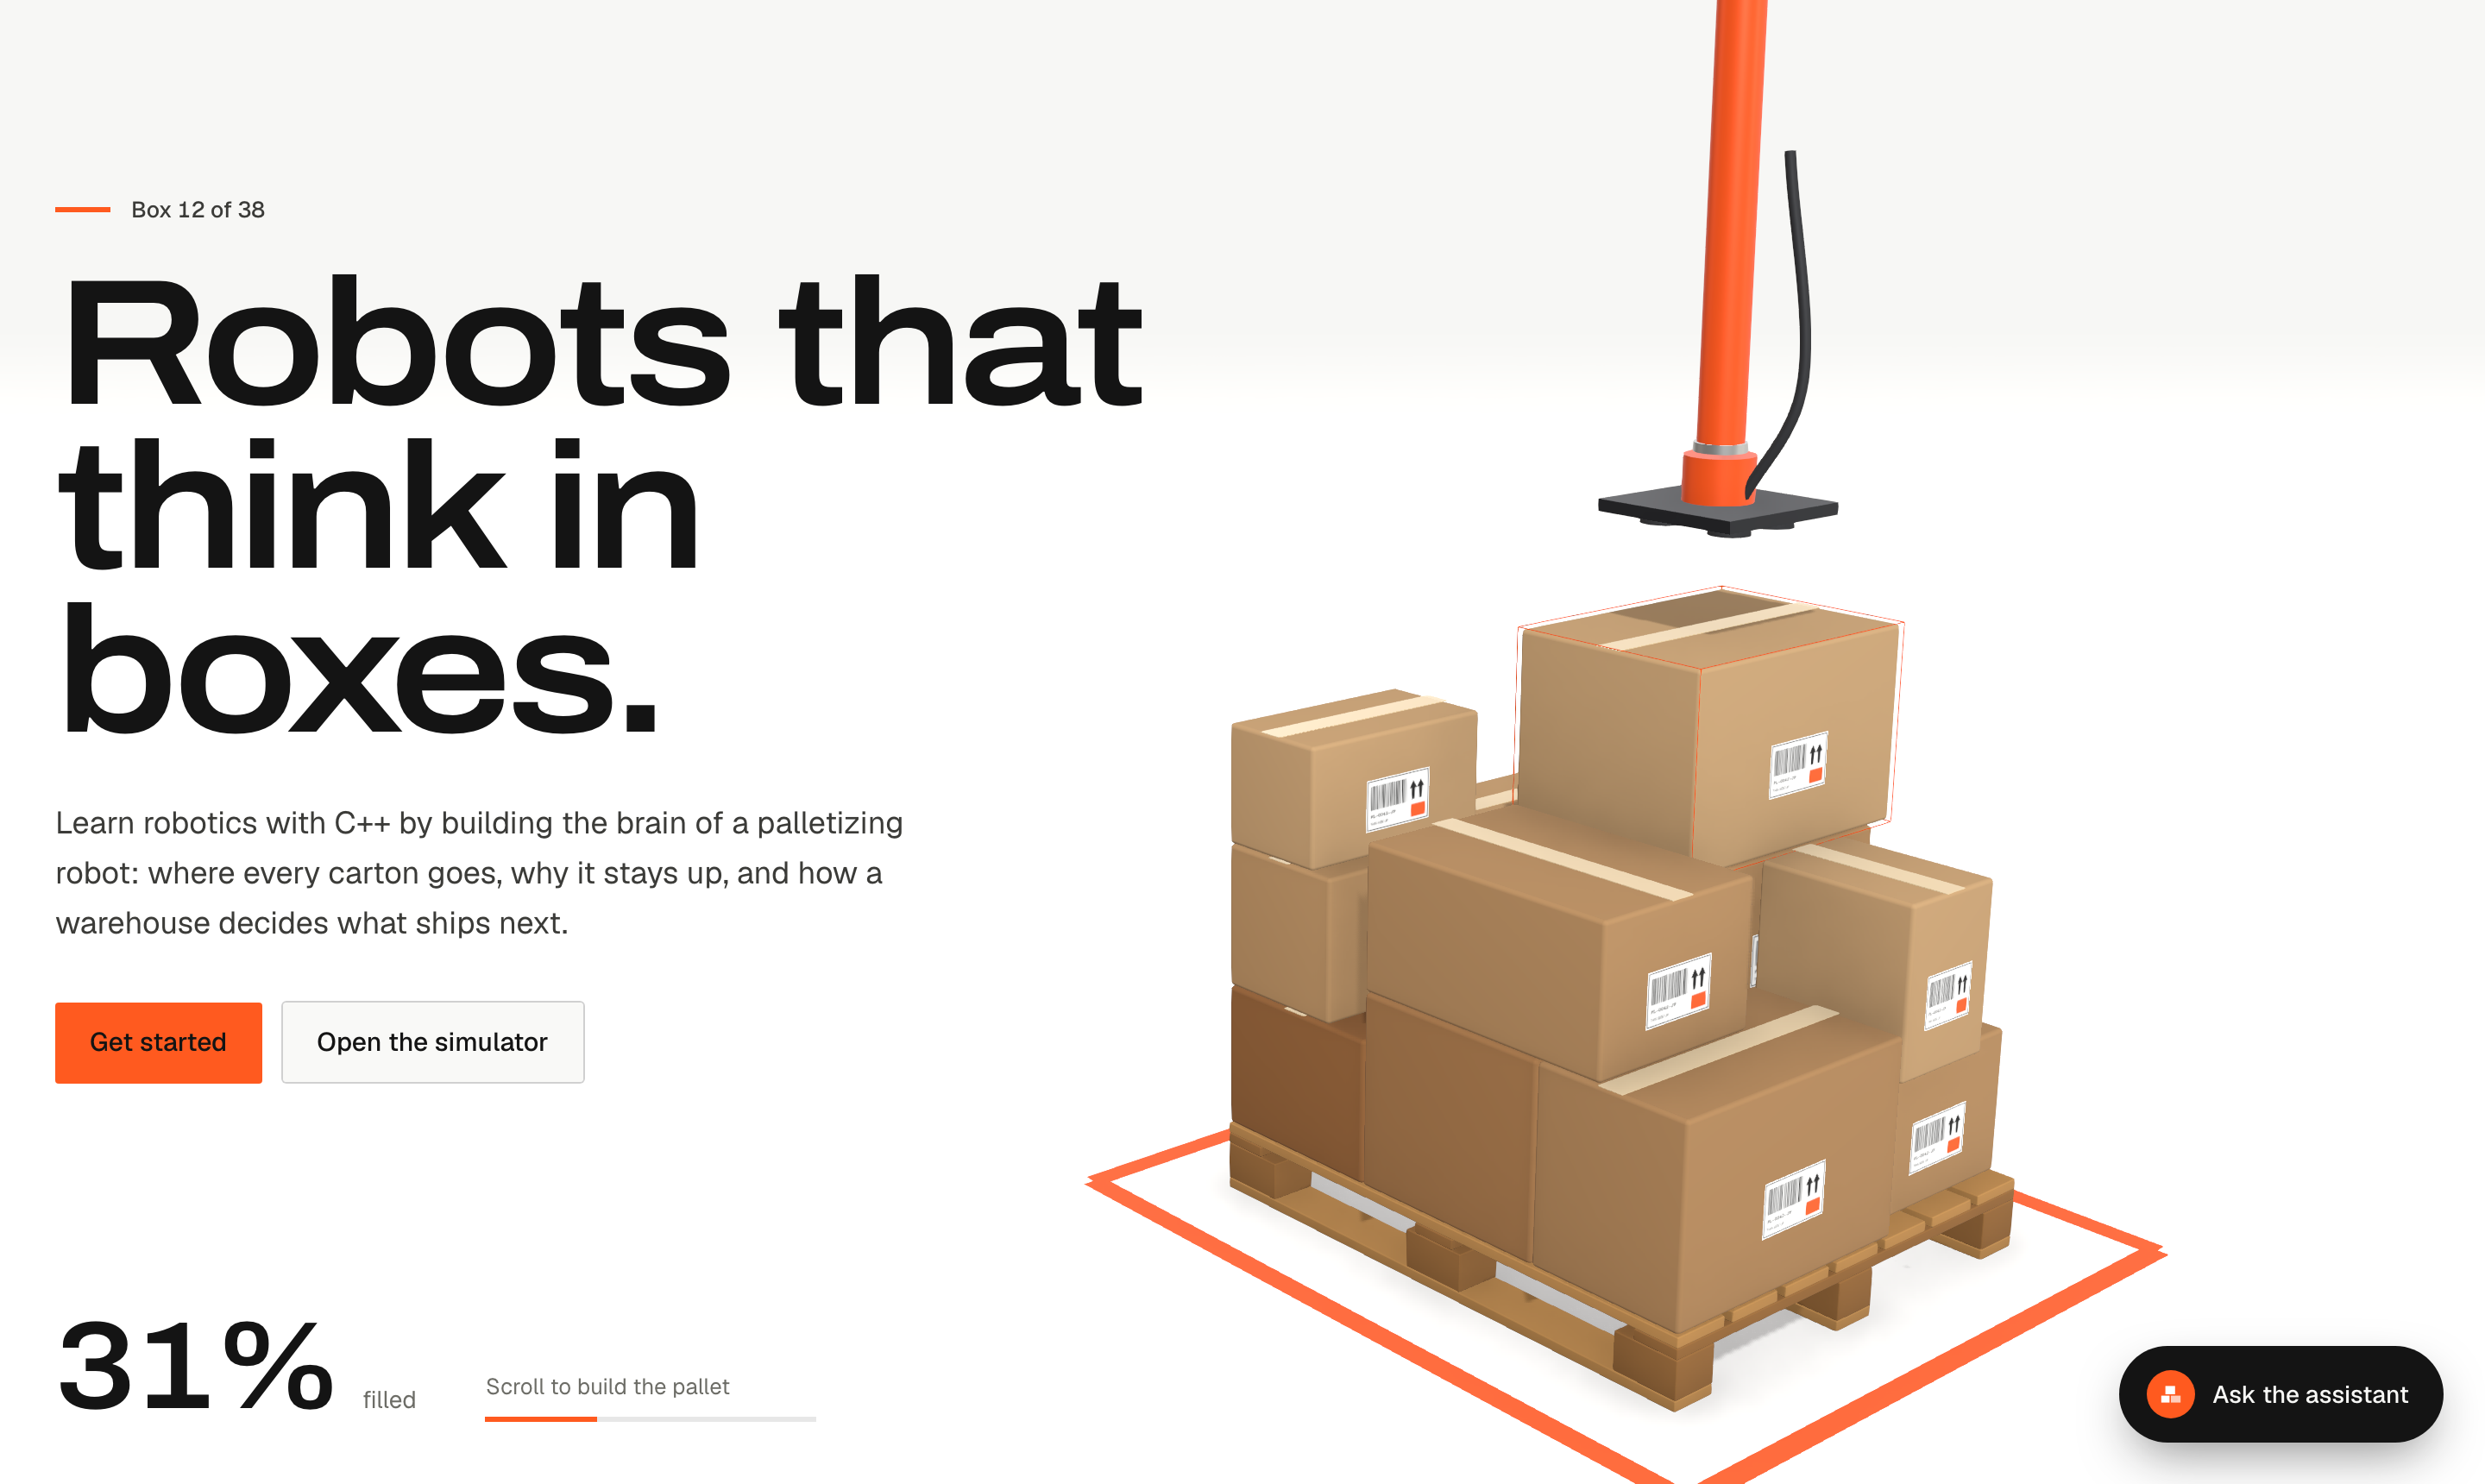 Box 12 of 38
Robots that
think in
boxes.
Learn robotics with C++ by building the brain of a palletizing
robot: where every carton goes, why it stays up, and how a
warehouse decides what ships next.
Get started
Open the simulator
31%
filled
Scroll to build the pallet
Ask the assistant